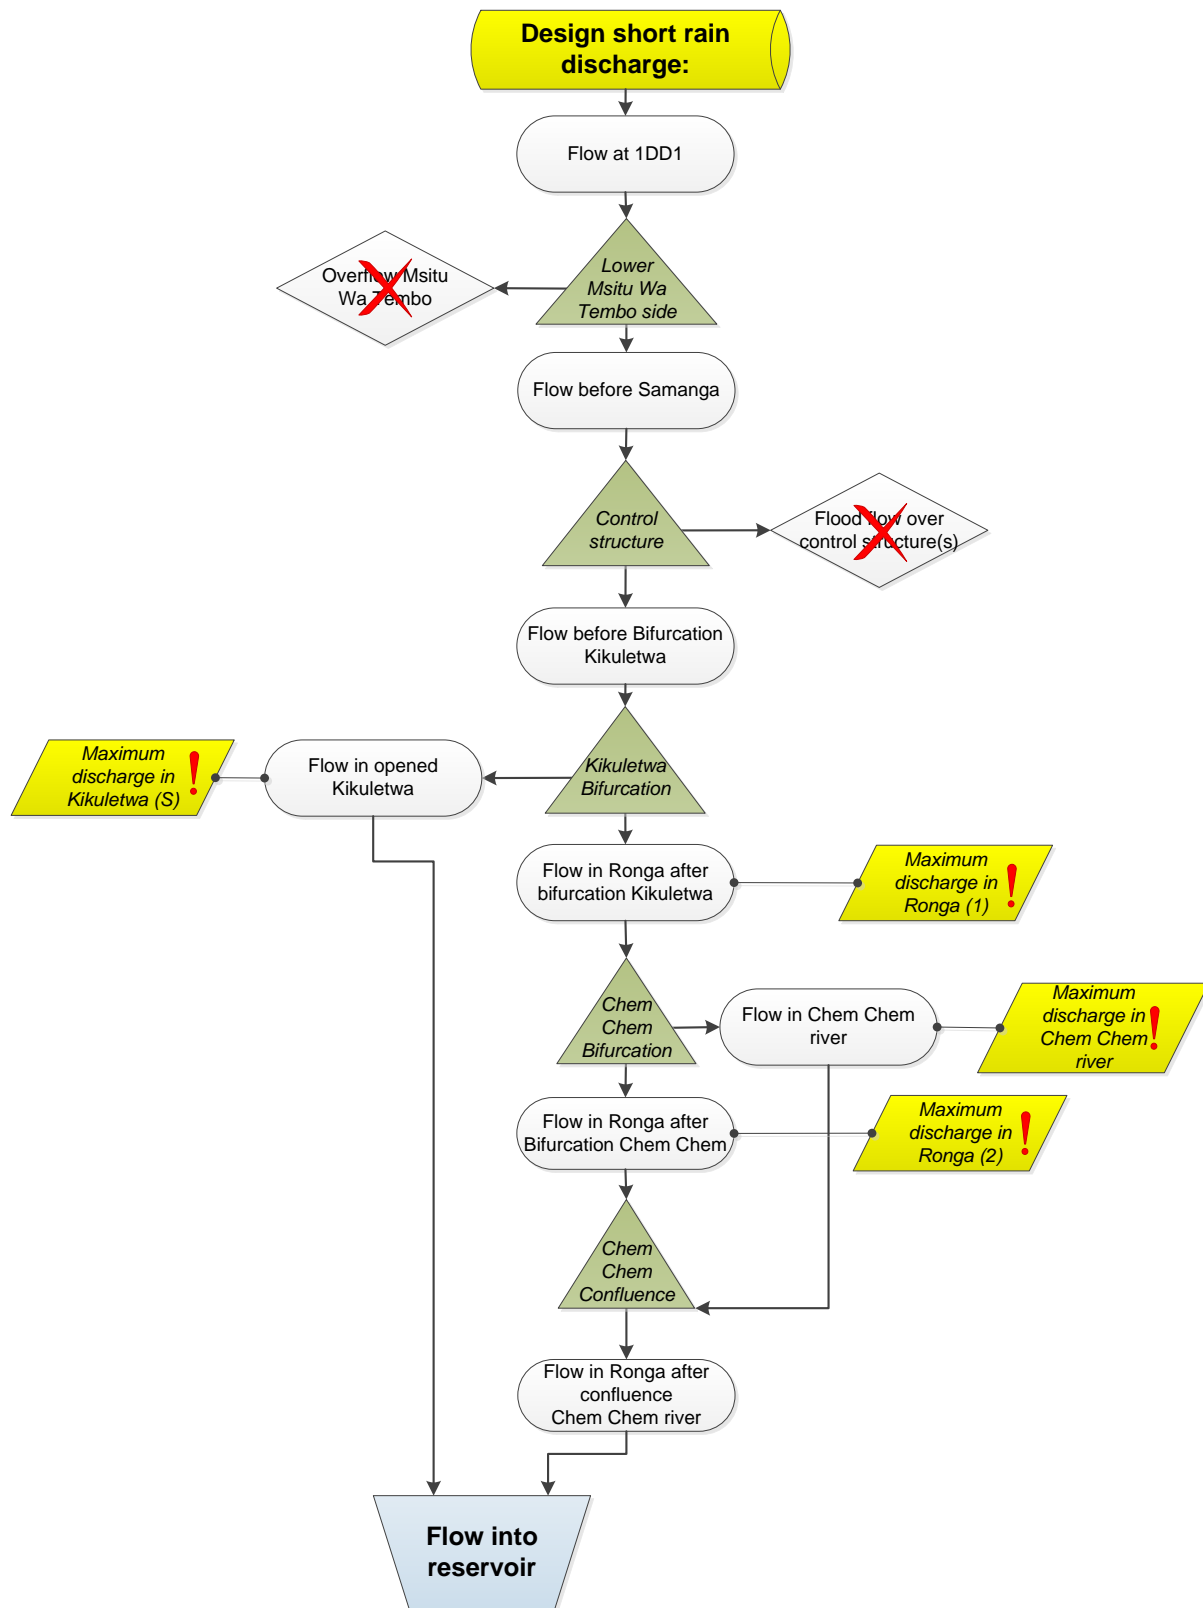 Design short rain
discharge:
Flow at 1DD1
Lower
Msitu Wa
Tembo side
Overflow Msitu
Wa Tembo
Flow before Samanga
Control
structure
Flood flow over
control structure(s)
Flow before Bifurcation
Kikuletwa
Maximum
discharge in
Kikuletwa (S)
!
Flow in opened
Kikuletwa
Kikuletwa
Bifurcation
Flow in Ronga after
bifurcation Kikuletwa
Maximum
discharge in
Ronga (1)
!
Chem
Chem
Bifurcation
Flow in Chem Chem
river
Maximum
discharge in
Chem Chem
river
!
Flow in Ronga after
Bifurcation Chem Chem
Maximum
discharge in
Ronga (2)
!
Chem
Chem
Confluence
Flow in Ronga after
confluence
Chem Chem river
Flow into
reservoir